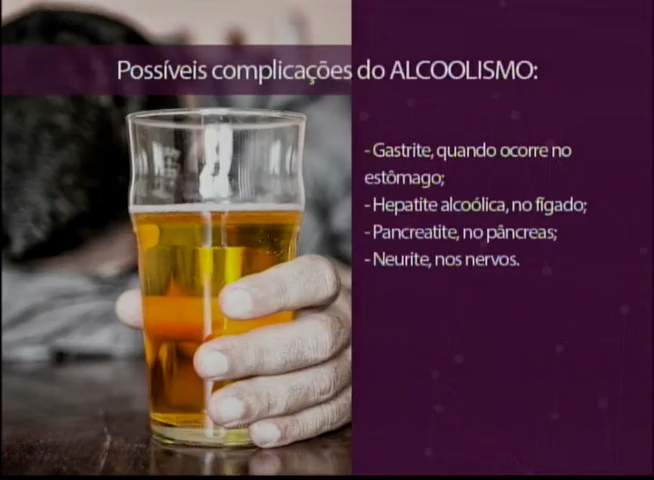 Possíveis complicações do ALCOOLISMO:
- Gastrite, quando ocorre no
estômago;
- Hepatite alcoólica, no fígado;
- Pancreatite, no pâncreas;
- Neurite, nos nervos.